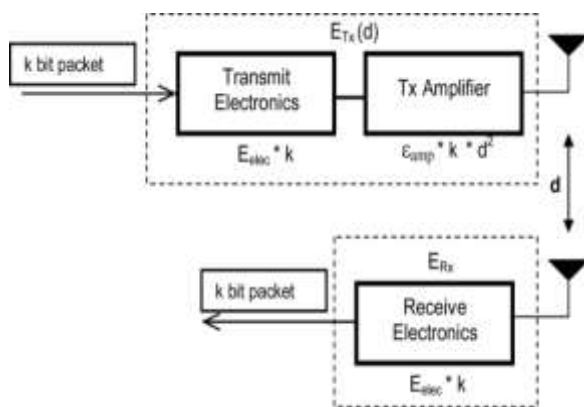 E_Tx(d)
k bit packet
Transmit
Electronics
Tx Amplifier
E_elec * k
ε_amp * k * d²
d
E_Rx
k bit packet
Receive
Electronics
E_elec * k